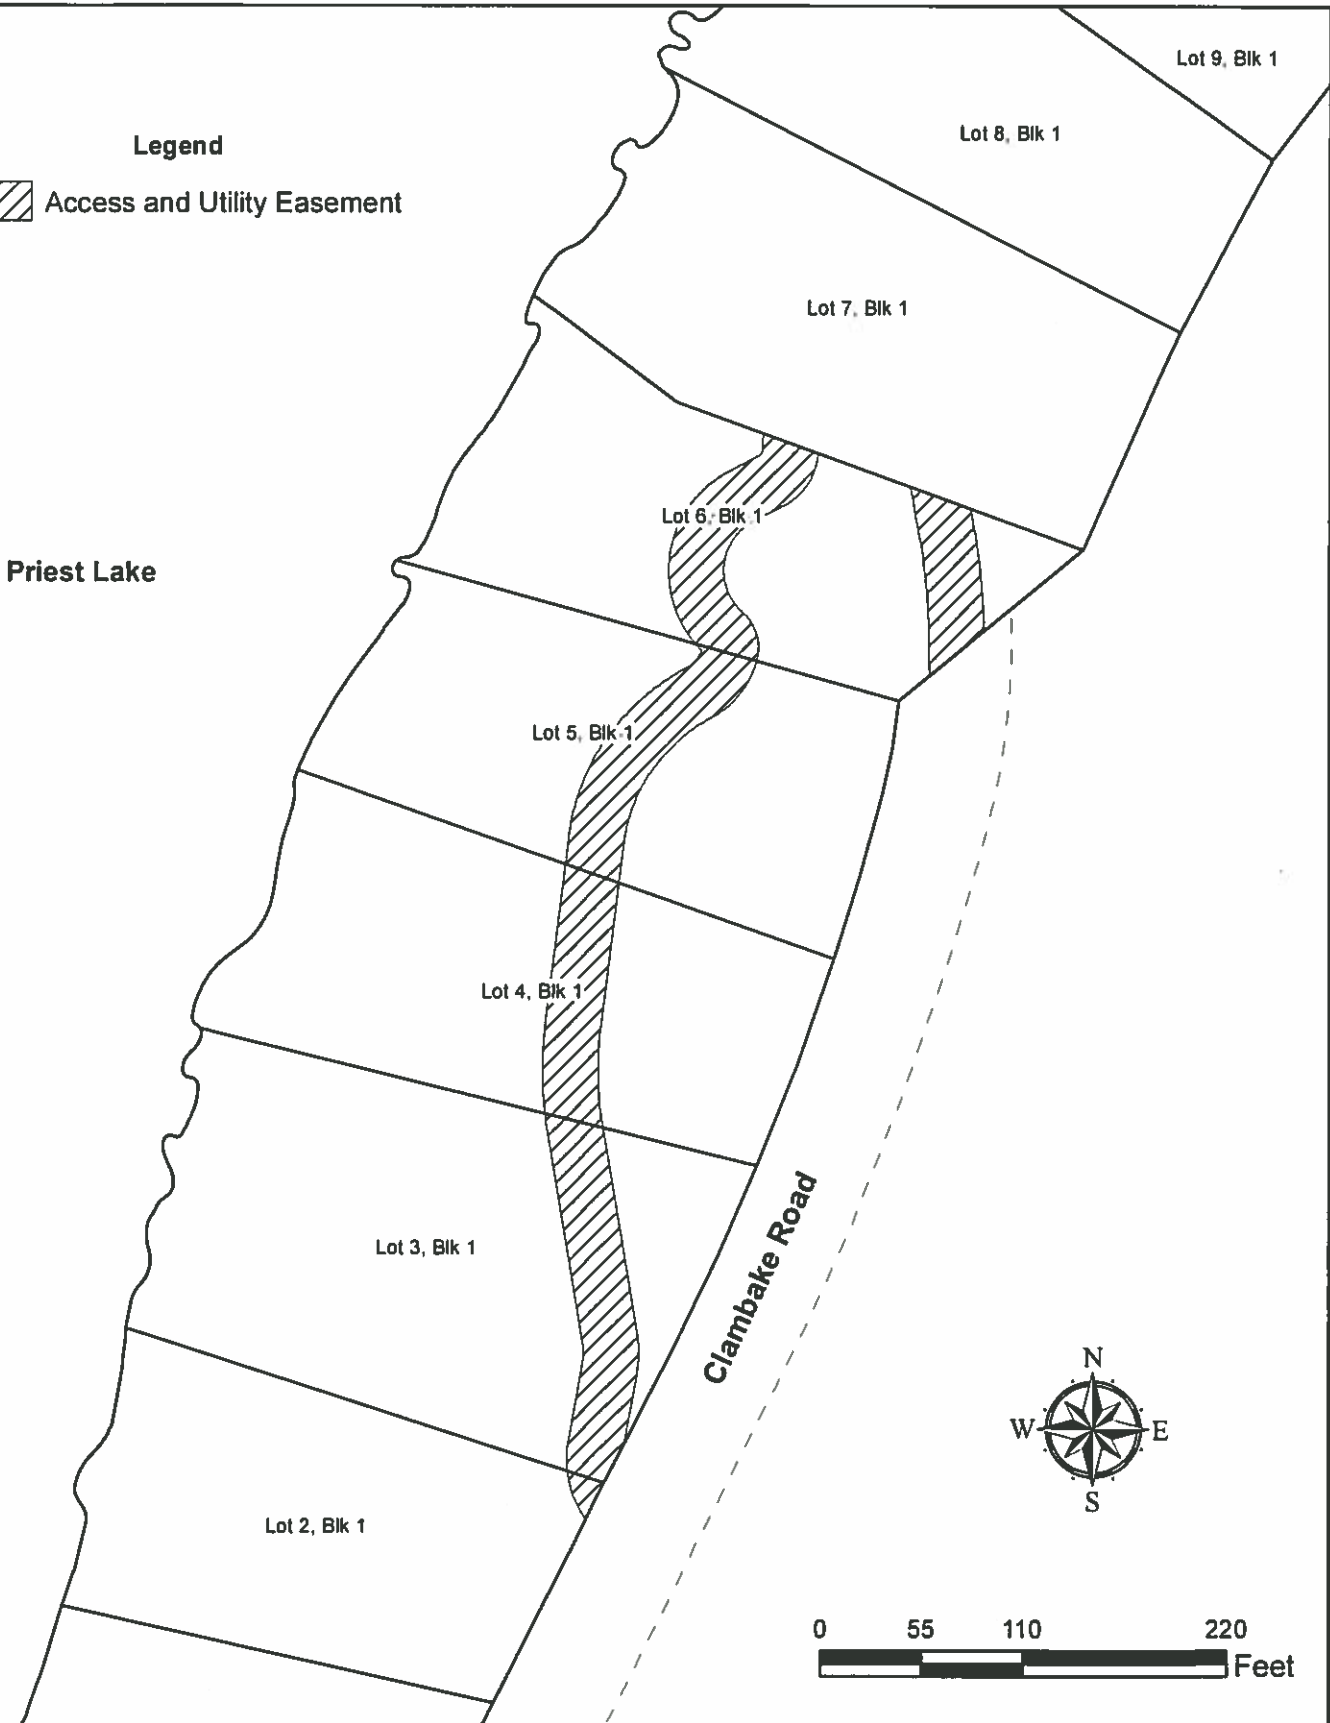 Lot 9, Blk 1
Lot 8, Blk 1
Legend
Access and Utility Easement
Lot 7, Blk 1
Lot 6, Blk 1
Priest Lake
Lot 5, Blk 1
Lot 4, Blk 1
Lot 3, Blk 1
Clambake Road
N
W E
S
Lot 2, Blk 1
0 55 110 220
Feet